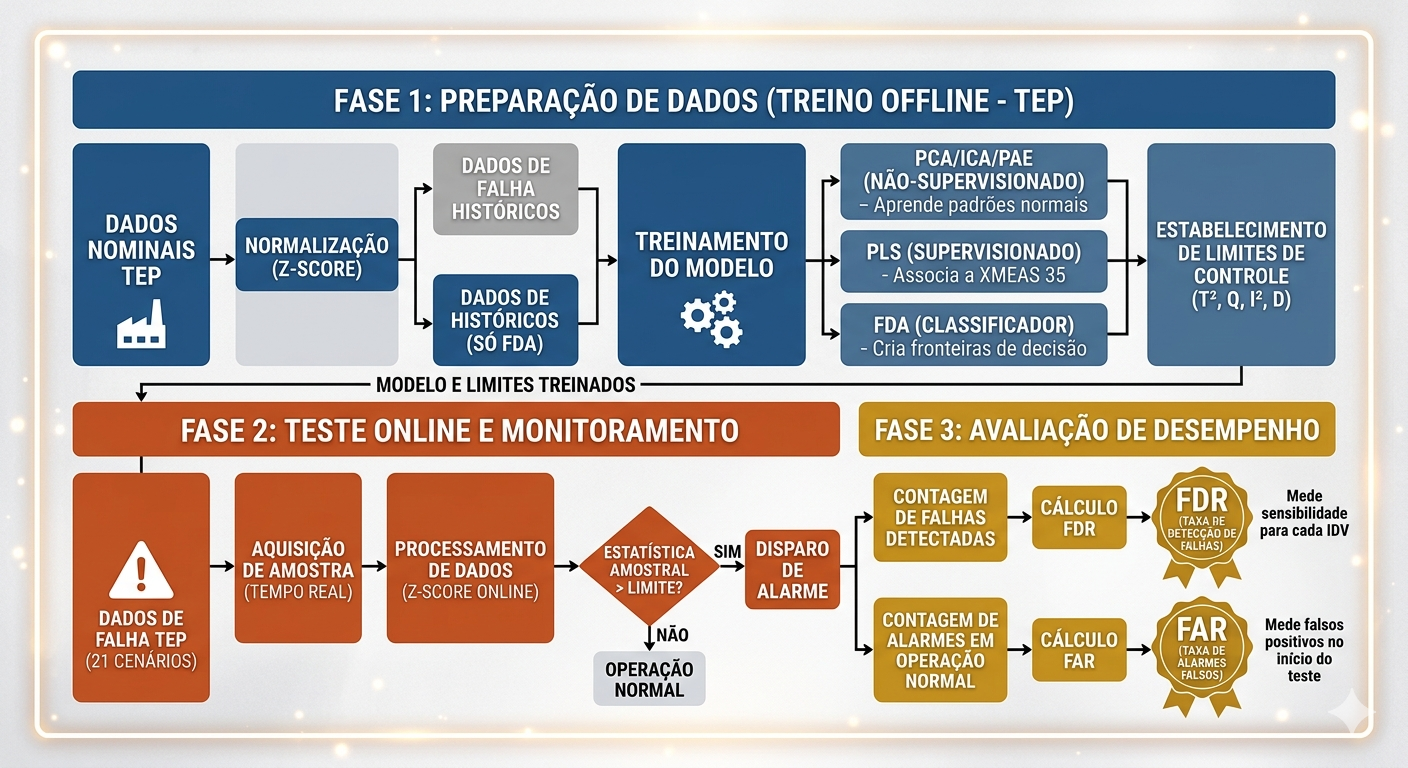 FASE 1: PREPARAÇÃO DE DADOS (TREINO OFFLINE - TEP)
DADOS
NOMINAIS
TEP
NORMALIZAÇÃO
(Z-SCORE)
DADOS DE
FALHA
HISTÓRICOS
DADOS DE
HISTÓRICOS
(SÓ FDA)
TREINAMENTO
DO MODELO
PCA/ICA/PAE
(NÃO-SUPERVISIONADO)
– Aprende padrões normais
PLS (SUPERVISIONADO)
- Associa a XMEAS 35
FDA (CLASSIFICADOR)
- Cria fronteiras de decisão
ESTABELECIMENTO
DE LIMITES DE
CONTROLE
(T², Q, I², D)
MODELO E LIMITES TREINADOS
FASE 2: TESTE ONLINE E MONITORAMENTO
DADOS DE
FALHA TEP
(21 CENÁRIOS)
AQUISIÇÃO
DE AMOSTRA
(TEMPO REAL)
PROCESSAMENTO
DE DADOS
(Z-SCORE ONLINE)
ESTATÍSTICA
AMOSTRAL
> LIMITE?
SIM
NÃO
OPERAÇÃO
NORMAL
DISPARO
DE
ALARME
FASE 3: AVALIAÇÃO DE DESEMPENHO
CONTAGEM
DE FALHAS
DETECTADAS
CÁLCULO
FDR
FDR
(TAXA DE
DETECÇÃO DE
FALHAS)
Mede
sensibilidade
para cada IDV
CONTAGEM DE
ALARMES EM
OPERAÇÃO
NORMAL
CÁLCULO
FAR
FAR
(TAXA DE
ALARMES
FALSOS)
Mede falsos
positivos no
início do
teste